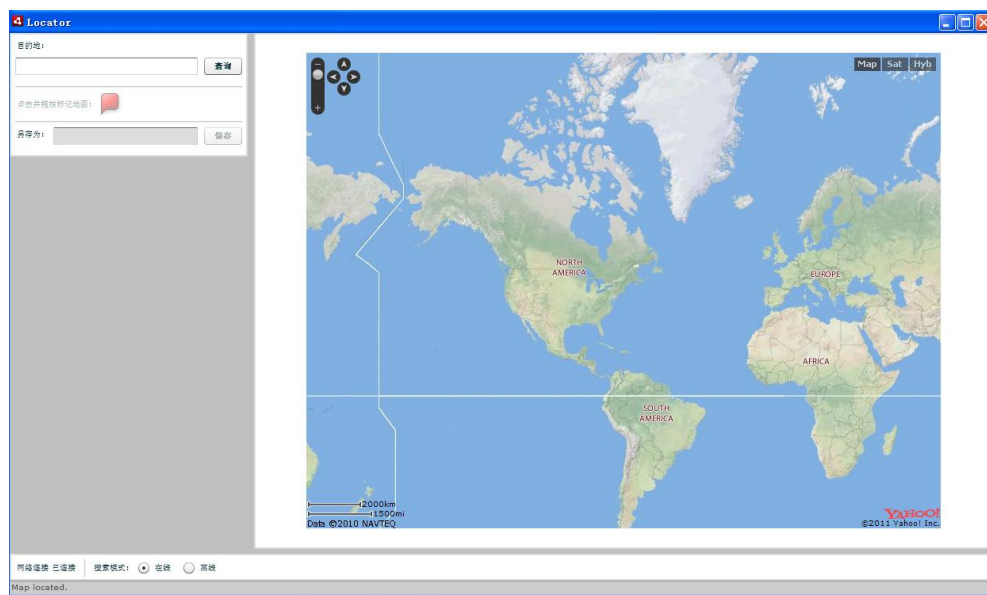 Locator
目的地:
查询
点击并拖拽标记地图:
另存为:
保存
Map Sat Hyb
NORTH
AMERICA
EUROPE
AFRICA
SOUTH
AMERICA
2000km
1500mi
Data ©2010 NAVTEQ
YAHOO!
©2011 Yahoo! Inc.
网络连接 已连接 搜索模式: 在线 离线
Map located.